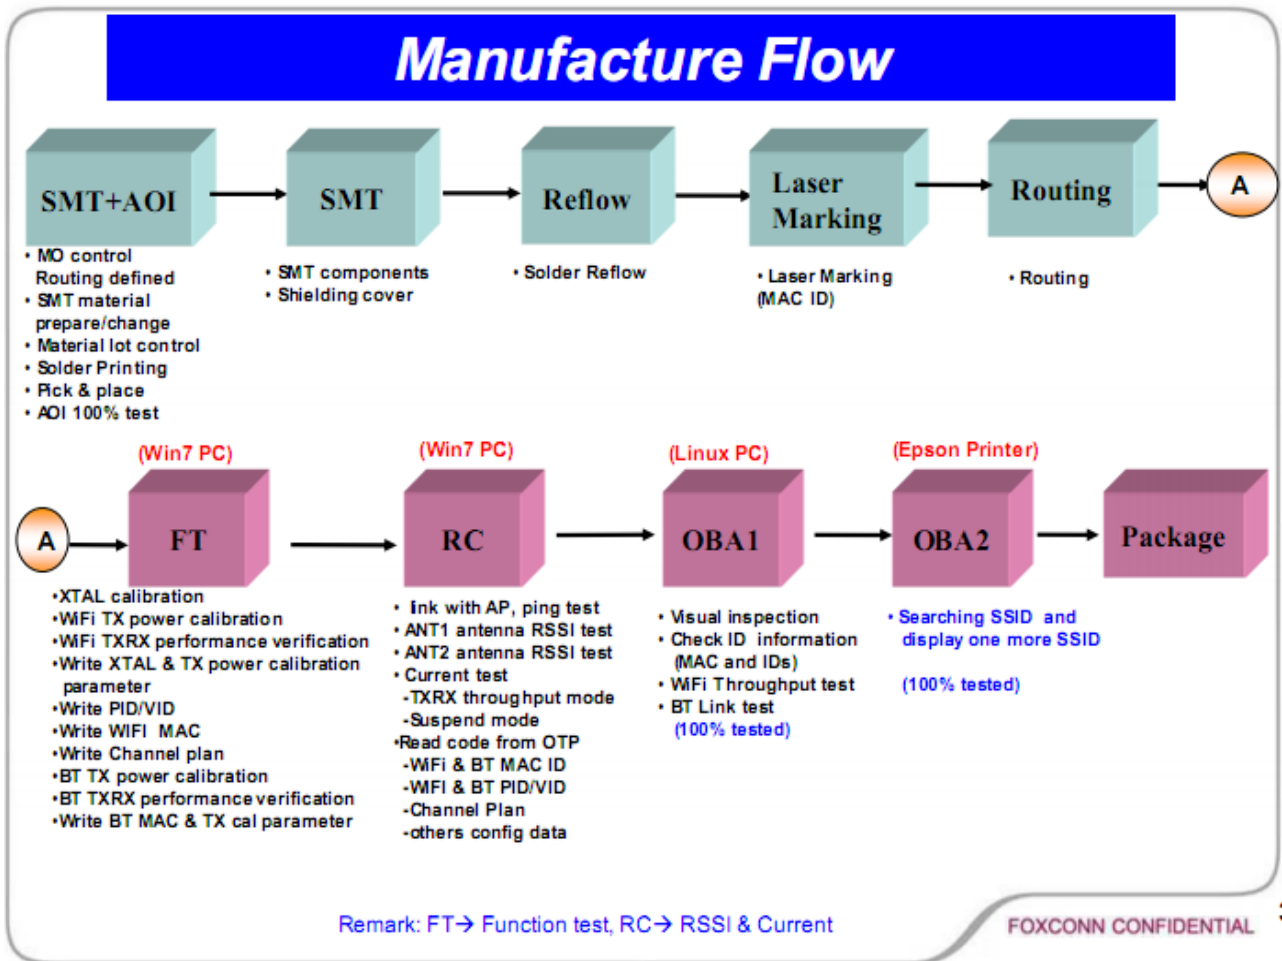 Manufacture Flow
SMT+AOI
SMT
Reflow
Laser
Marking
Routing
A
• MO control
Routing defined
• SMT material
prepare/change
• Material lot control
• Solder Printing
• Pick & place
• AOI 100% test
• SMT components
• Shielding cover
• Solder Reflow
• Laser Marking
(MAC ID)
• Routing
(Win7 PC)
(Win7 PC)
(Linux PC)
(Epson Printer)
A
FT
RC
OBA1
OBA2
Package
•XTAL calibration
•WiFi TX power calibration
•WiFi TXRX performance verification
•Write XTAL & TX power calibration
parameter
•Write PID/VID
•Write WIFI MAC
•Write Channel plan
•BT TX power calibration
•BT TXRX performance verification
•Write BT MAC & TX cal parameter
• link with AP, ping test
• ANT1 antenna RSSI test
• ANT2 antenna RSSI test
• Current test
-TXRX throughput mode
-Suspend mode
•Read code from OTP
-WiFi & BT MAC ID
-WIFI & BT PID/VID
-Channel Plan
-others config data
• Visual inspection
• Check ID information
(MAC and IDs)
• WiFi Throughput test
• BT Link test
(100% tested)
• Searching SSID and
display one more SSID
(100% tested)
Remark: FT→ Function test, RC→ RSSI & Current
FOXCONN CONFIDENTIAL